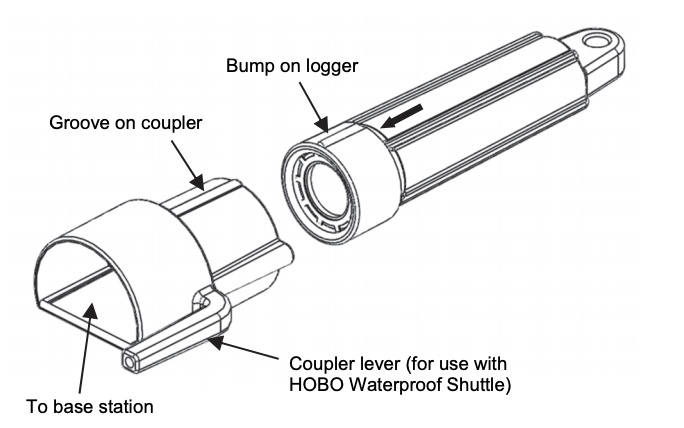 Bump on logger
Groove on coupler
Coupler lever (for use with
HOBO Waterproof Shuttle)
To base station